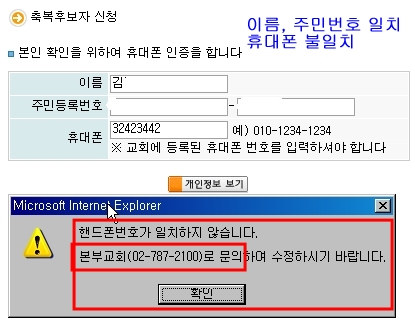 축복후보자 신청
이름, 주민번호 일치
휴대폰 불일치
본인 확인을 위하여 휴대폰 인증을 합니다
이름 김
주민등록번호 -
휴대폰 32423442 예) 010-1234-1234
※ 교회에 등록된 휴대폰 번호를 입력하셔야 합니다
개인정보 보기
Microsoft Internet Explorer
핸드폰번호가 일치하지 않습니다.
본부교회(02-787-2100)로 문의하여 수정하시기 바랍니다.
확인